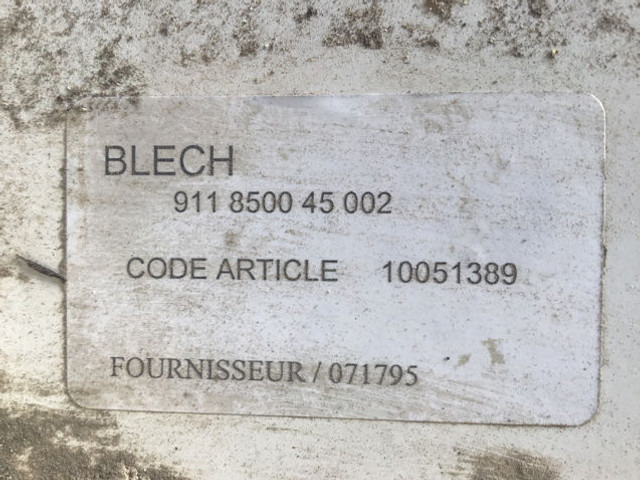 BLECH
911 8500 45 002
CODE ARTICLE 10051389
FOURNISSEUR / 071795